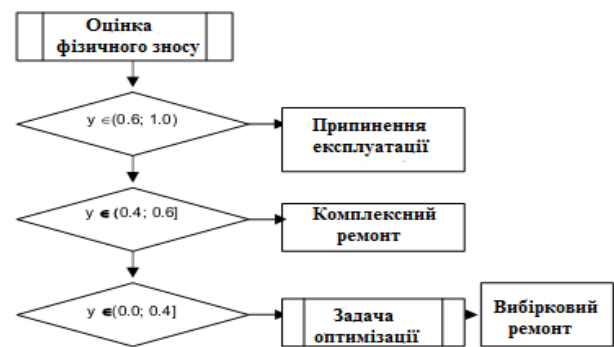 Оцінка
фізичного зносу
y ∈(0.6; 1.0)
Припинення
експлуатації
y ∈ (0.4; 0.6]
Комплексний
ремонт
y ∈(0.0; 0.4]
Задача
оптимізації
Вибірковий
ремонт